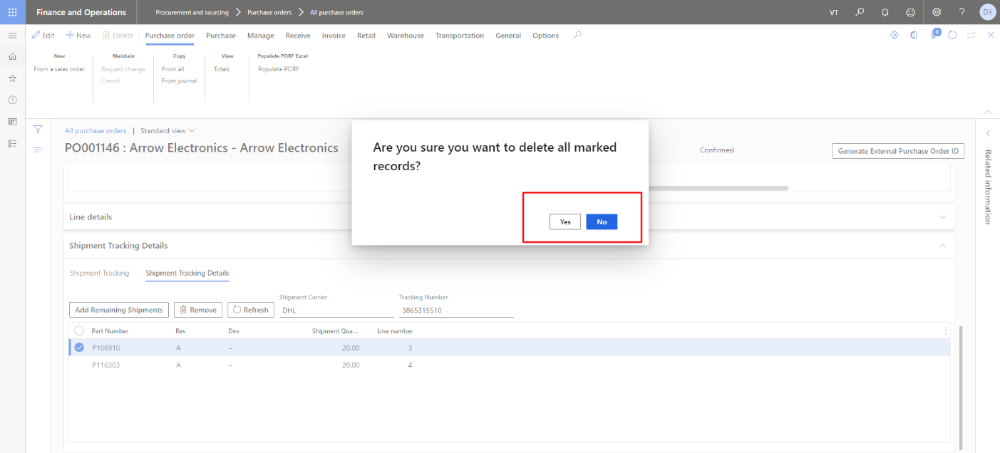 Finance and Operations
Procurement and sourcing
Purchase orders
All purchase orders
VT
?
DY
Edit
New
Delete
Purchase order
Purchase
Manage
Receive
Invoice
Retail
Warehouse
Transportation
General
Options
0
New
Maintain
Copy
View
Populate PORF Excel
From a sales order
Request change
From all
Totals
Populate PORF
Cancel
From journal
All purchase orders | Standard view
PO001146 : Arrow Electronics - Arrow Electronics
Confirmed
Generate External Purchase Order ID
Related information
Are you sure you want to delete all marked
records?
Yes
No
Line details
Shipment Tracking Details
Shipment Tracking
Shipment Tracking Details
Shipment Carrier
Tracking Number
Add Remaining Shipments
Remove
Refresh
DHL
3865315510
Part Number
Rev
Dev
Shipment Qua...
Line number
P106910 A - 20.00 3
P116303 A - 20.00 4